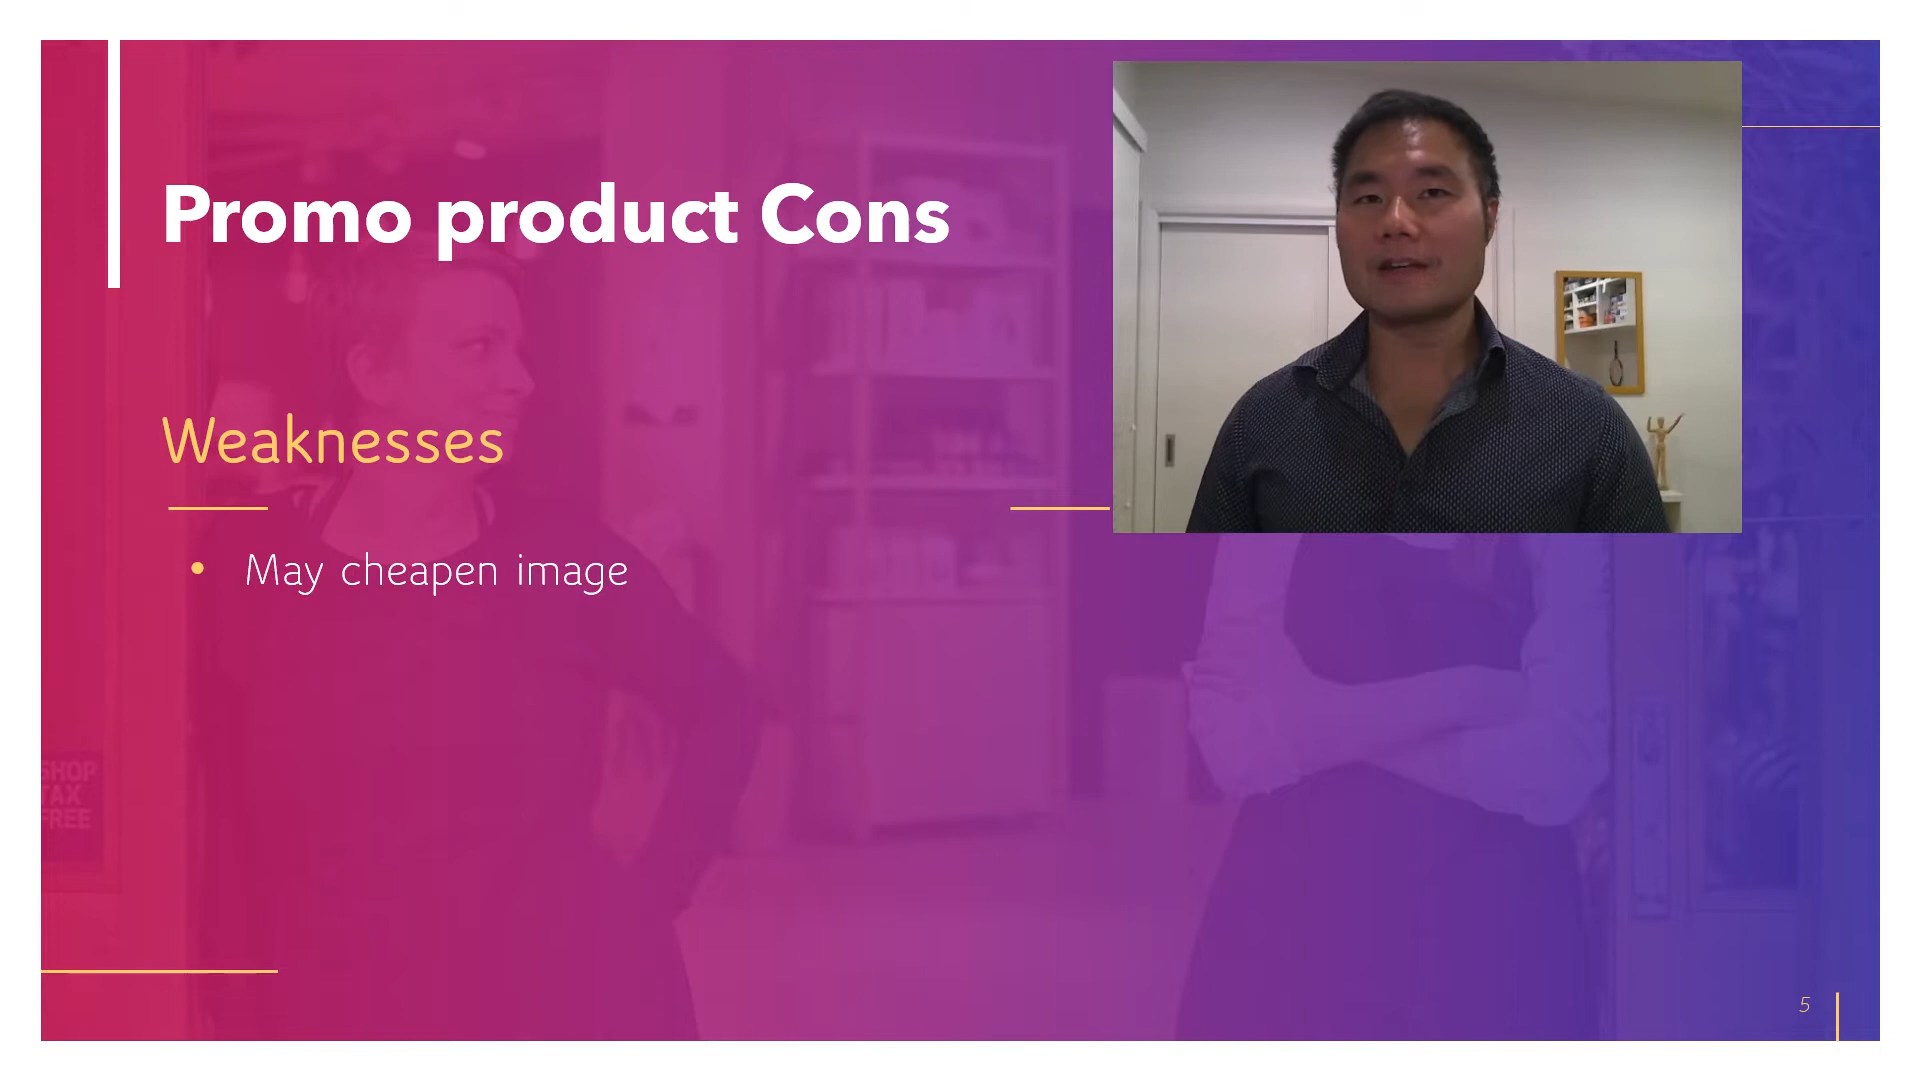 Promo product Cons
Weaknesses
• May cheapen image
SHOP
TAX
FREE
5